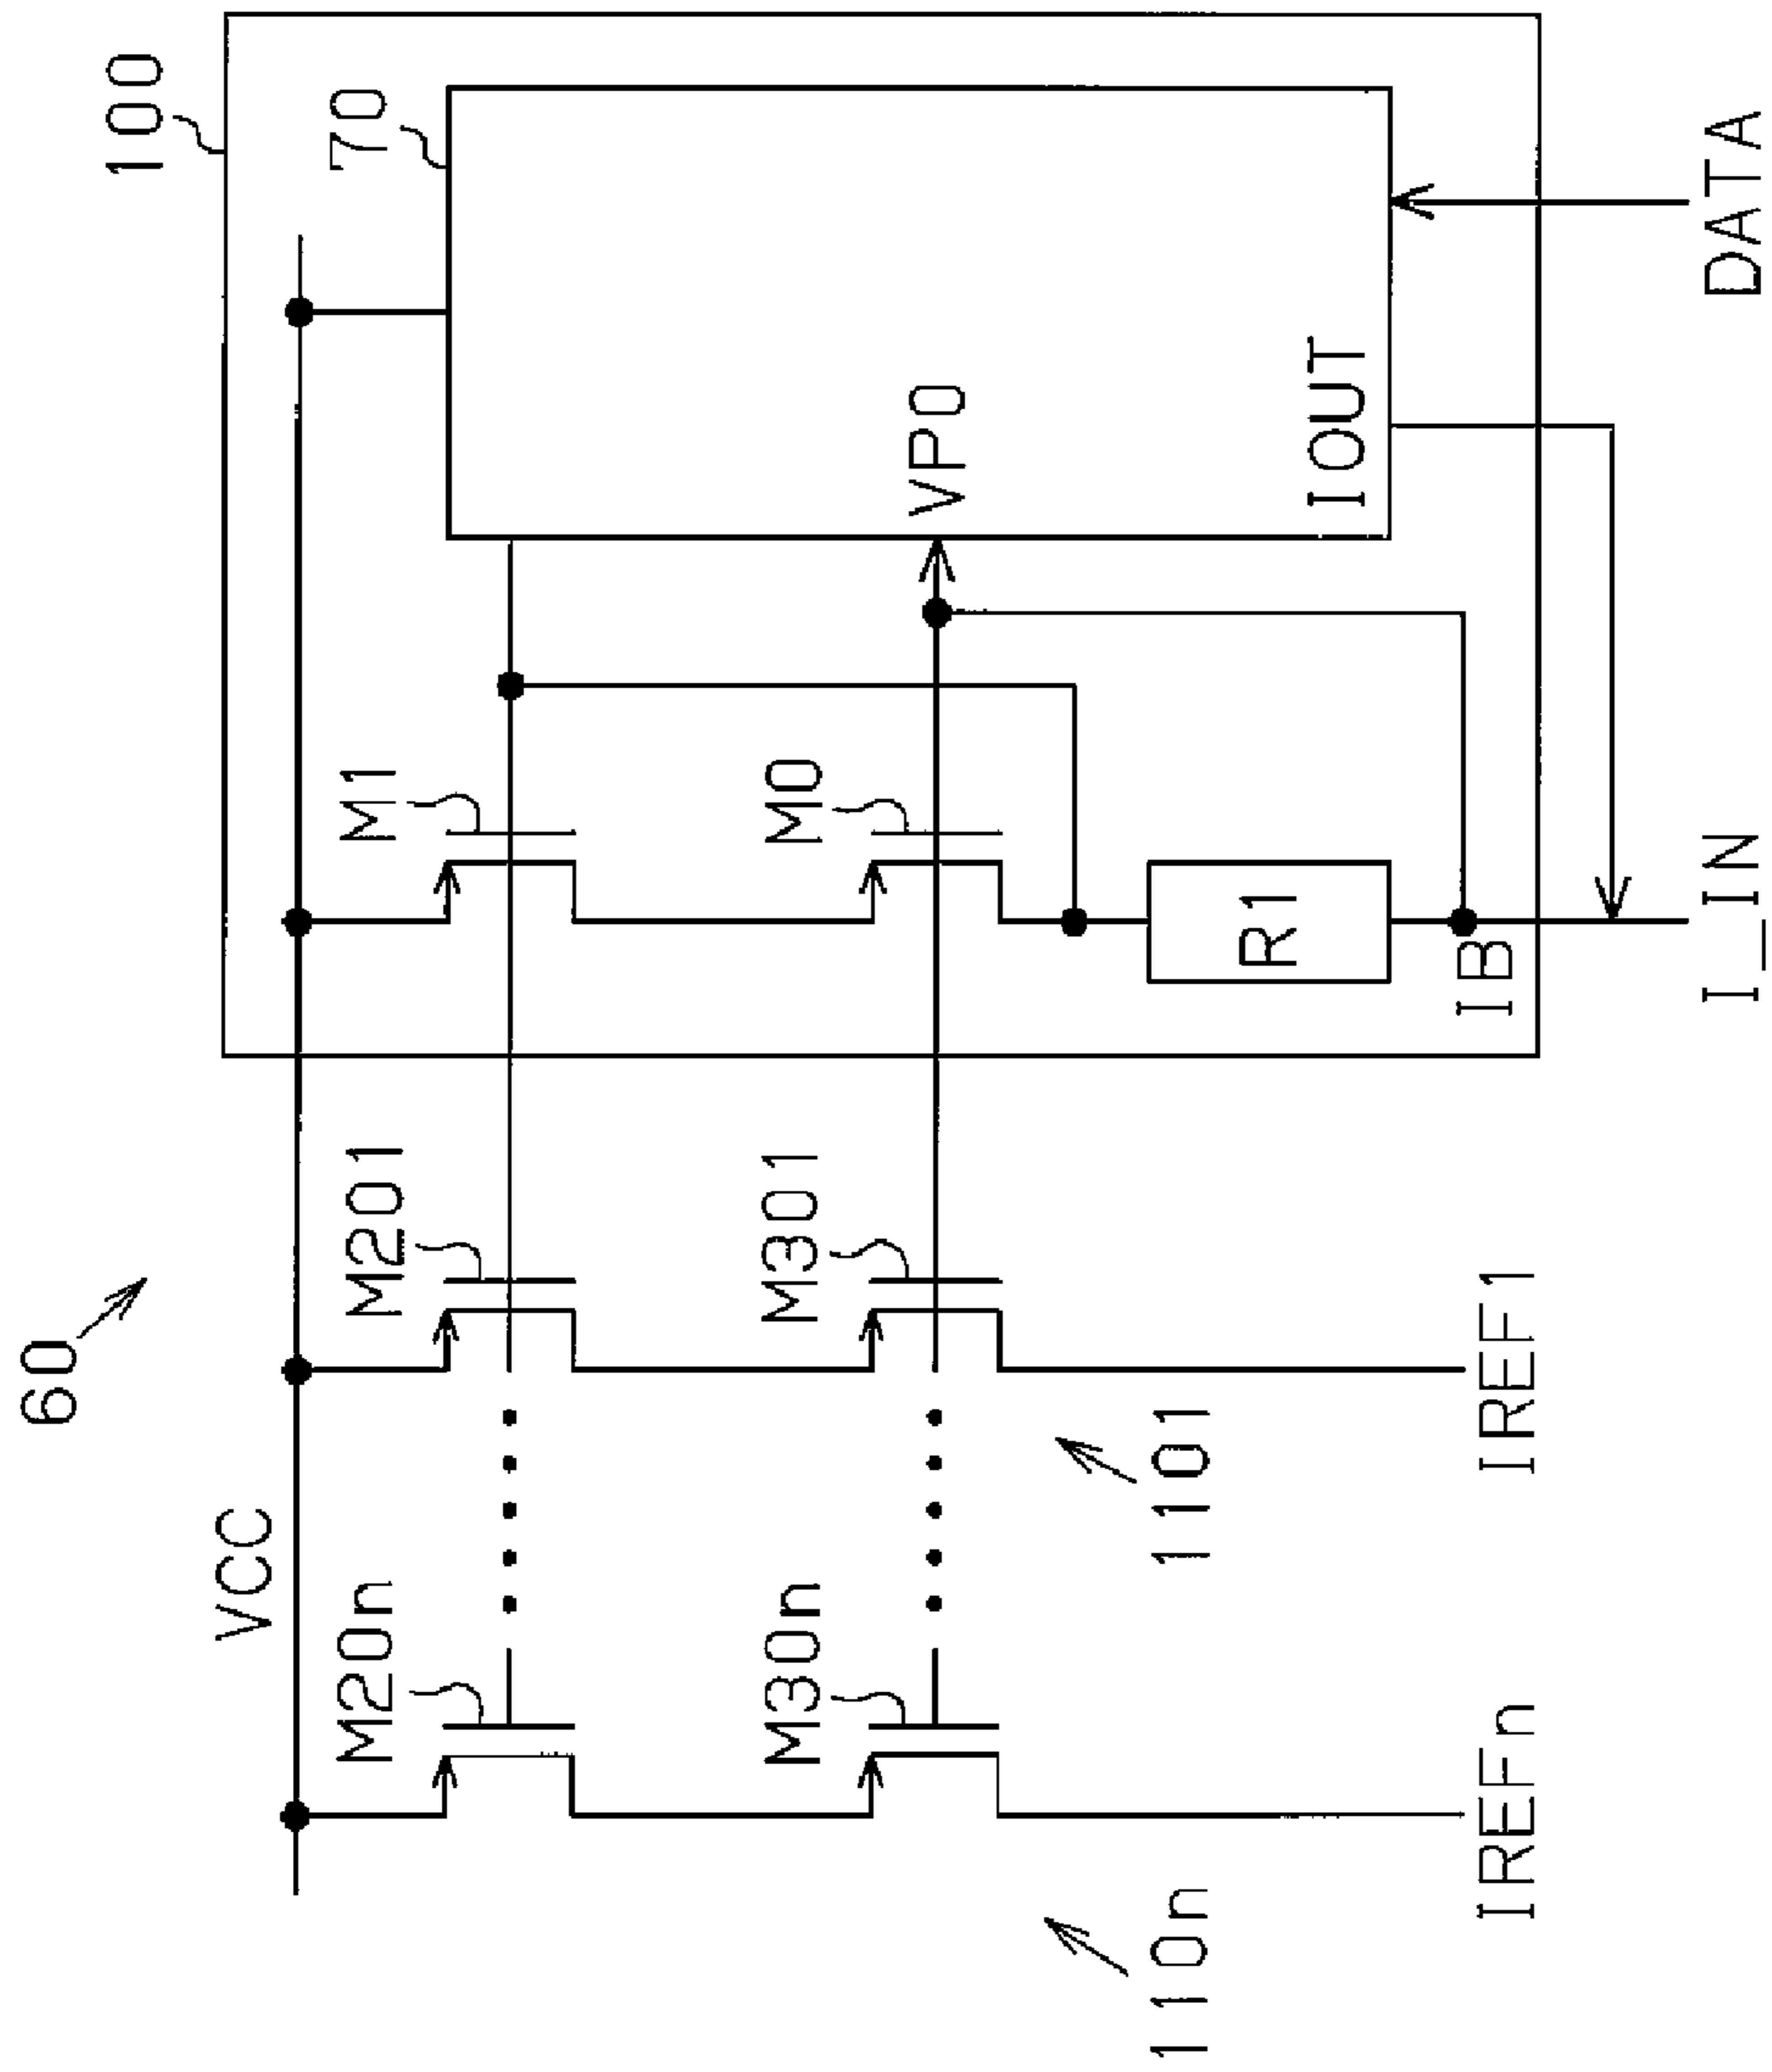 60
100
70
VCC
M20n
M201
M1
M30n
M301
M0
VP0
110n
1101
R1
IOUT
IREFn
IREF1
IB
I_IN
DATA